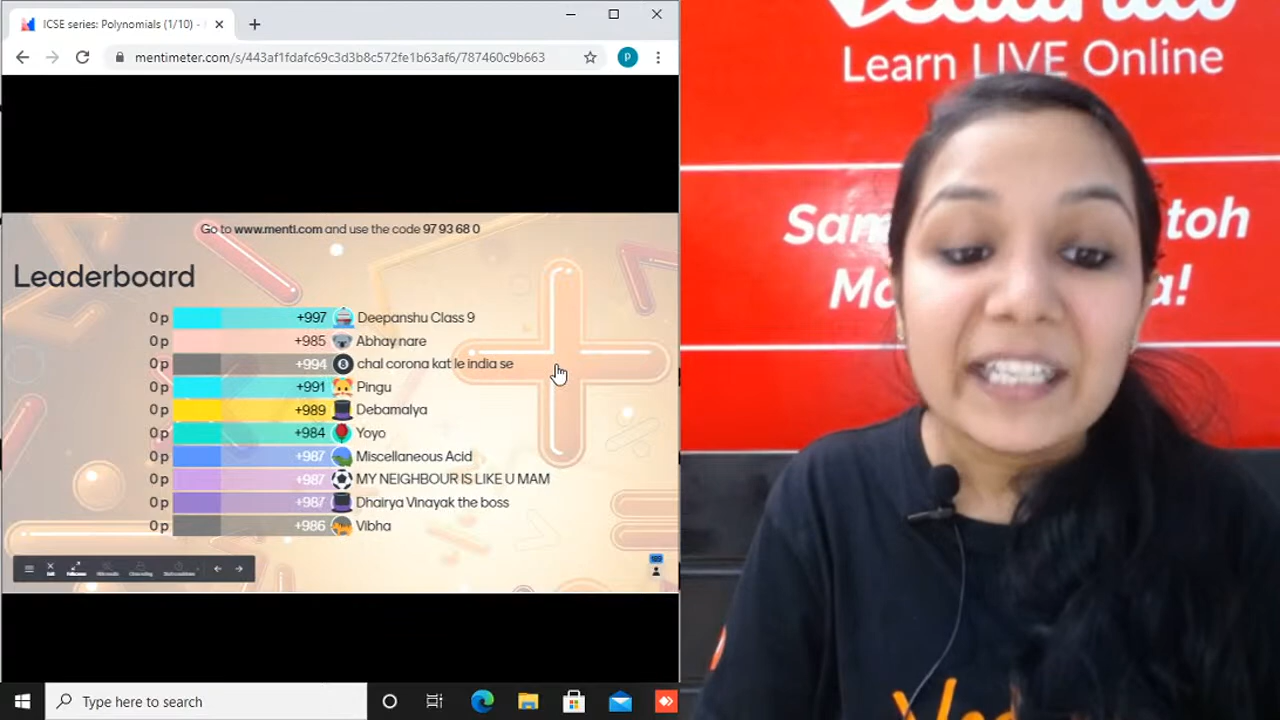 ICSE series: Polynomials (1/10) -
mentimeter.com/s/443af1fdafc69c3d3b8c572fe1b63af6/787460c9b663
p
Go to www.menti.com and use the code 97 93 68 0
Leaderboard
0 p +997 Deepanshu Class 9
0 p +985 Abhay nare
0 p +994 chal corona kat le india se
0 p +991 Pingu
0 p +989 Debamalya
0 p +984 Yoyo
0 p +987 Miscellaneous Acid
0 p +987 MY NEIGHBOUR IS LIKE U MAM
0 p +987 Dhairya Vinayak the boss
0 p +986 Vibha
Type here to search
Learn LIVE Online